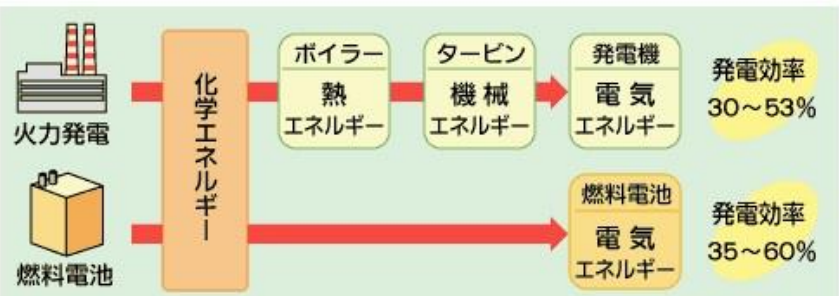 火力発電
化学エネルギー
ボイラー
熱
エネルギー
タービン
機械
エネルギー
発電機
電気
エネルギー
発電効率
30～53%
燃料電池
燃料電池
電気
エネルギー
発電効率
35～60%